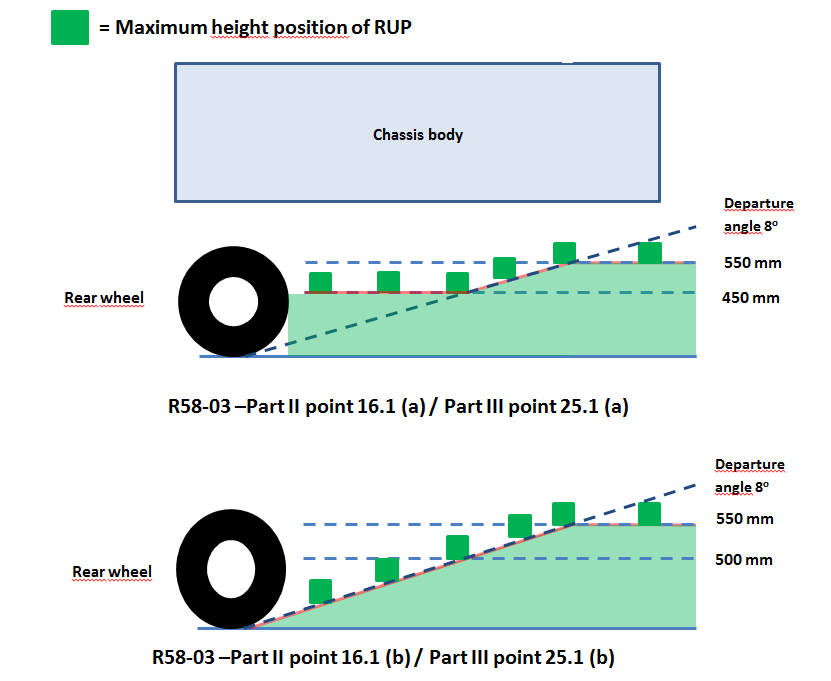 = Maximum height position of RUP
Chassis body
Departure
angle 8º
550 mm
450 mm
Rear wheel
R58-03 –Part II point 16.1 (a) / Part III point 25.1 (a)
Departure
angle 8º
550 mm
500 mm
Rear wheel
R58-03 –Part II point 16.1 (b) / Part III point 25.1 (b)